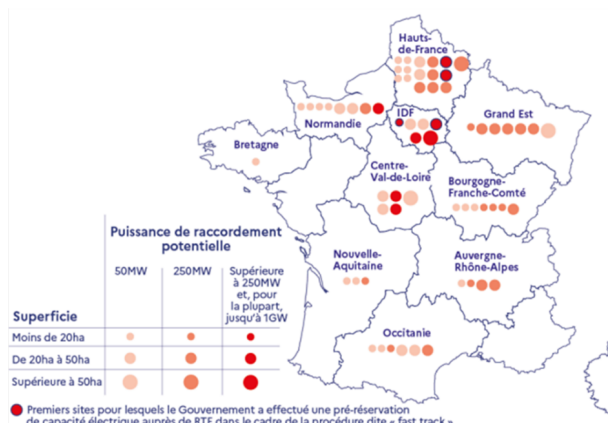 Hauts-
de-France
IDF
Grand Est
Normandie
Bretagne
Centre-
Val-de-Loire
Bourgogne-
Franche-Comté
Nouvelle-
Aquitaine
Auvergne-
Rhône-Alpes
Occitanie
Puissance de raccordement
potentielle
50MW
250MW
Supérieure
à 250MW
et, pour
la plupart,
jusqu'à 1GW
Superficie
Moins de 20ha
De 20ha à 50ha
Supérieure à 50ha
Premiers sites pour lesquels le Gouvernement a effectué une pré-réservation
de capacité électrique auprès de RTE dans le cadre de la procédure dite « fast track »